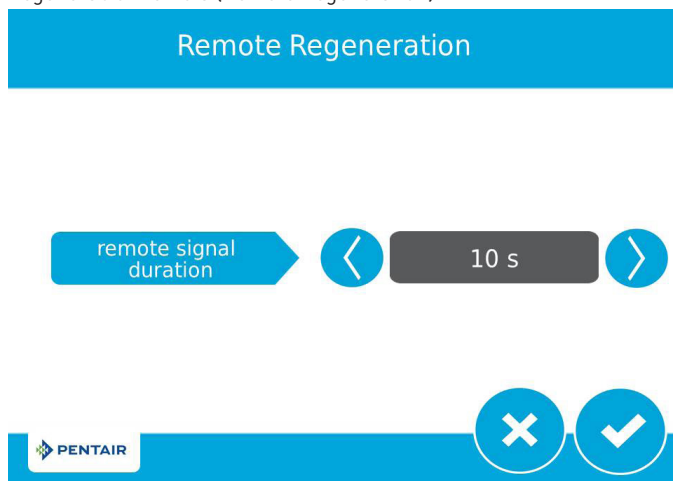 Remote Regeneration
remote signal
duration
10 s
PENTAIR